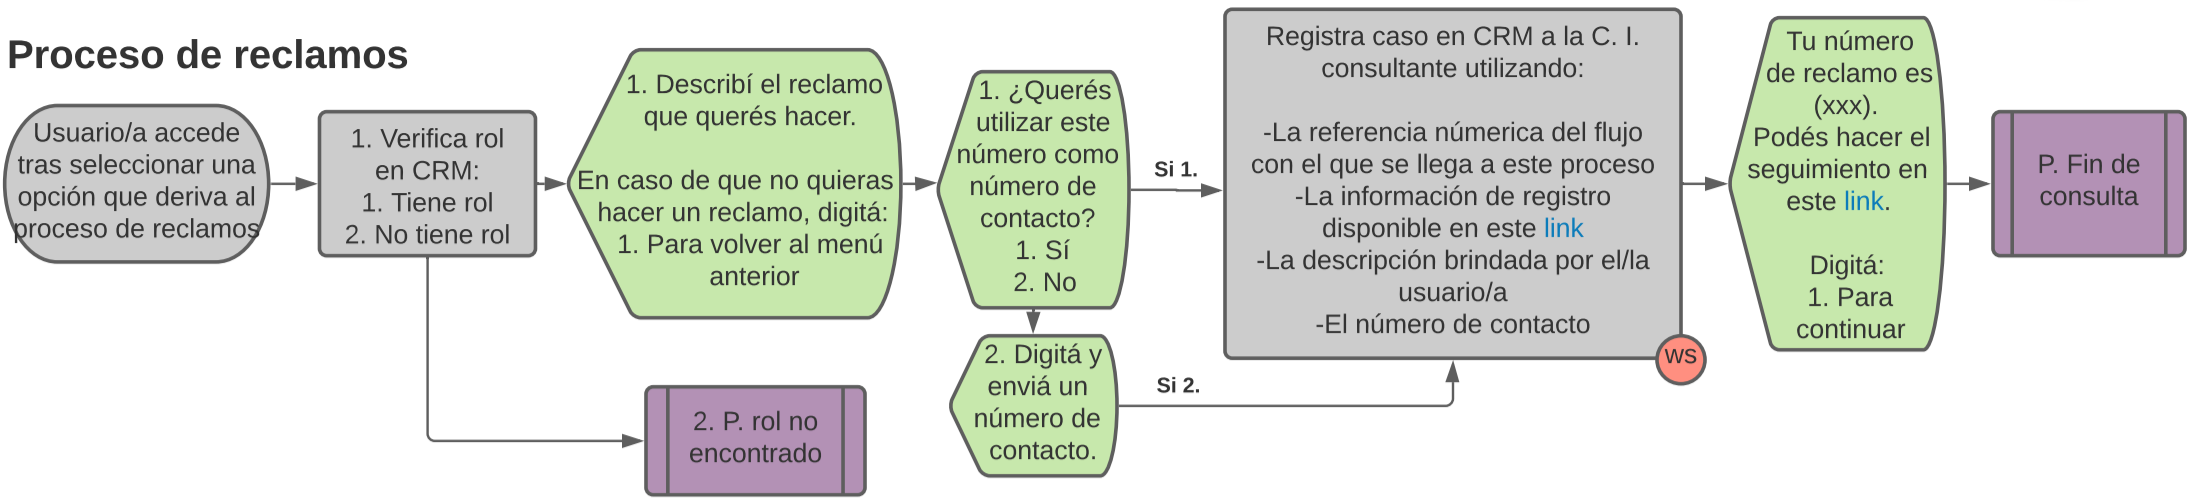 Proceso de reclamos
Usuario/a accede
tras seleccionar una
opción que deriva al
proceso de reclamos
1. Verifica rol
en CRM:
1. Tiene rol
2. No tiene rol
1. Describí el reclamo
que querés hacer.
En caso de que no quieras
hacer un reclamo, digitá:
1. Para volver al menú
anterior
2. P. rol no
encontrado
1. ¿Querés
utilizar este
número como
número de
contacto?
1. Sí
2. No
Si 1.
2. Digitá y
enviá un
número de
contacto.
Si 2.
Registra caso en CRM a la C. I.
consultante utilizando:
-La referencia númerica del flujo
con el que se llega a este proceso
-La información de registro
disponible en este link
-La descripción brindada por el/la
usuario/a
-El número de contacto
ws
Tu número
de reclamo es
(xxx).
Podés hacer el
seguimiento en
este link.
Digitá:
1. Para
continuar
P. Fin de
consulta